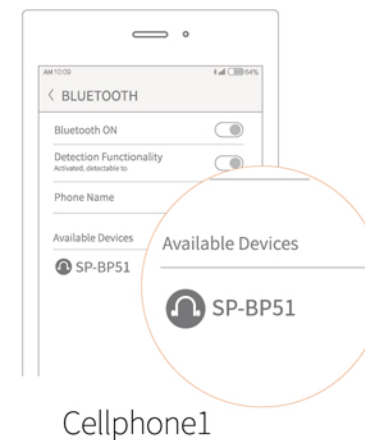 AM 10:09
64%
< BLUETOOTH
Bluetooth ON
Detection Functionality
Activated, detectable to
Phone Name
Available Devices
SP-BP51
Available Devices
SP-BP51
Cellphone1